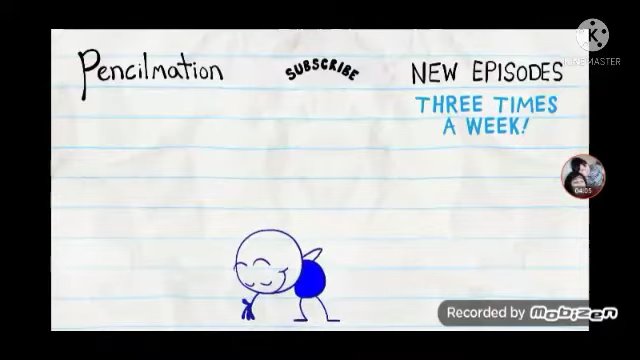 Pencilmation
SUBSCRIBE
NEW EPISODES
THREE TIMES
A WEEK!
KINEMASTER
04:05
Recorded by Mobizen